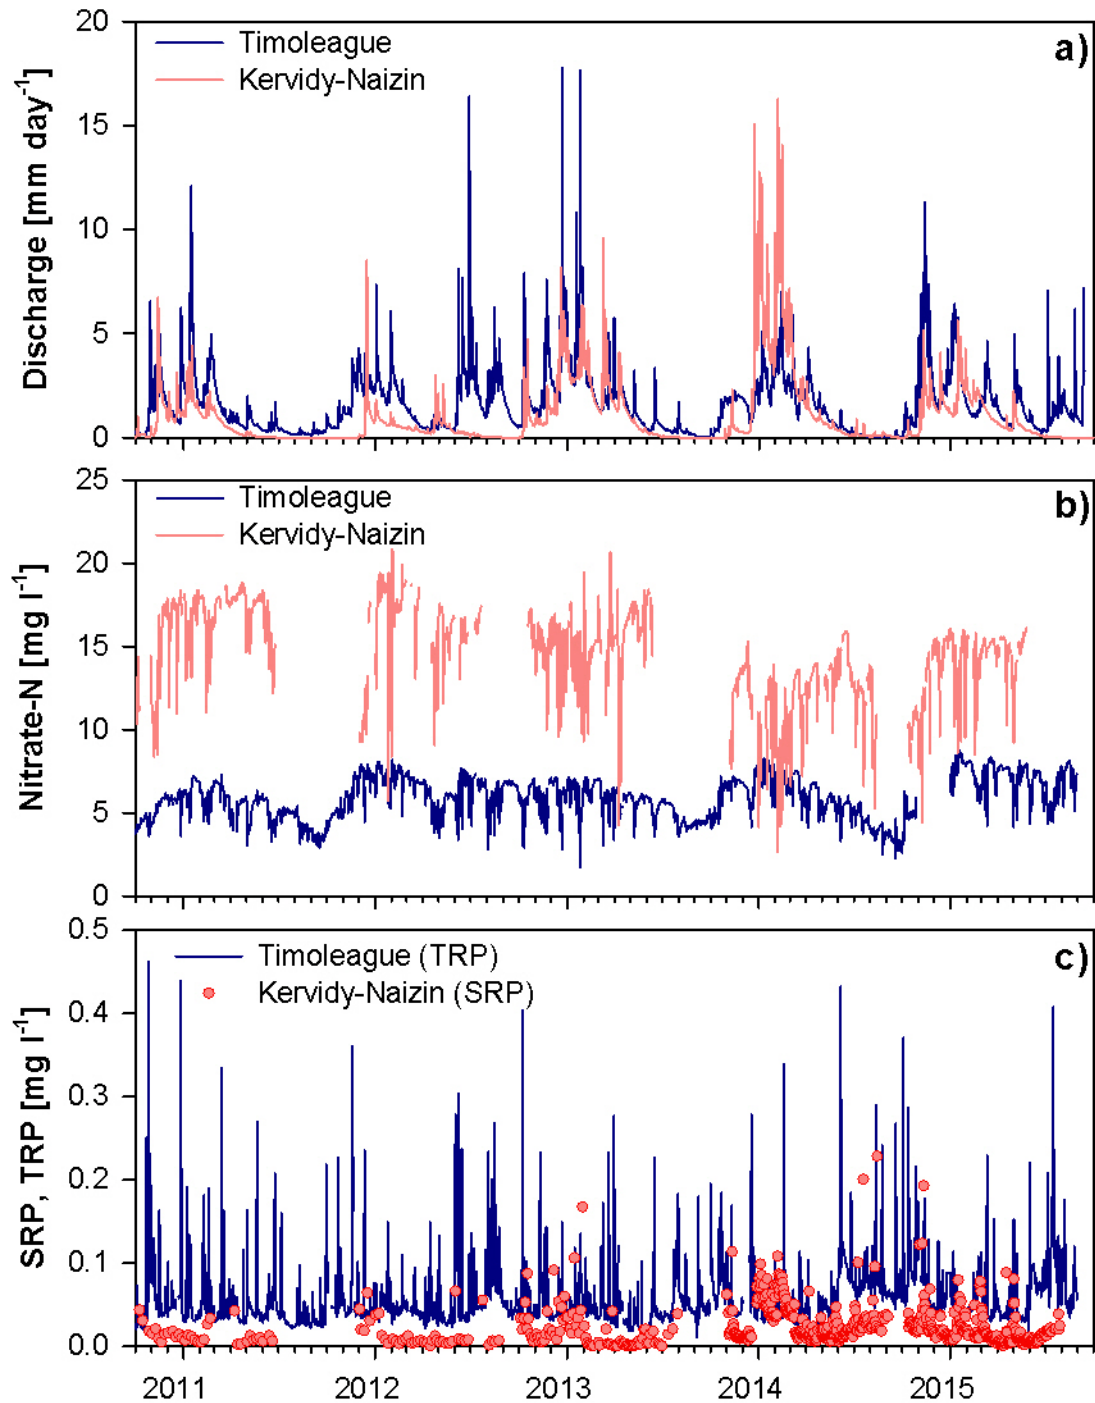 20
15
10
5
0
Discharge [mm day⁻¹]
Timoleague
Kervidy-Naizin
a)
25
20
15
10
5
0
Nitrate-N [mg l⁻¹]
Timoleague
Kervidy-Naizin
b)
0.5
0.4
0.3
0.2
0.1
0.0
SRP, TRP [mg l⁻¹]
Timoleague (TRP)
Kervidy-Naizin (SRP)
c)
2011 2012 2013 2014 2015